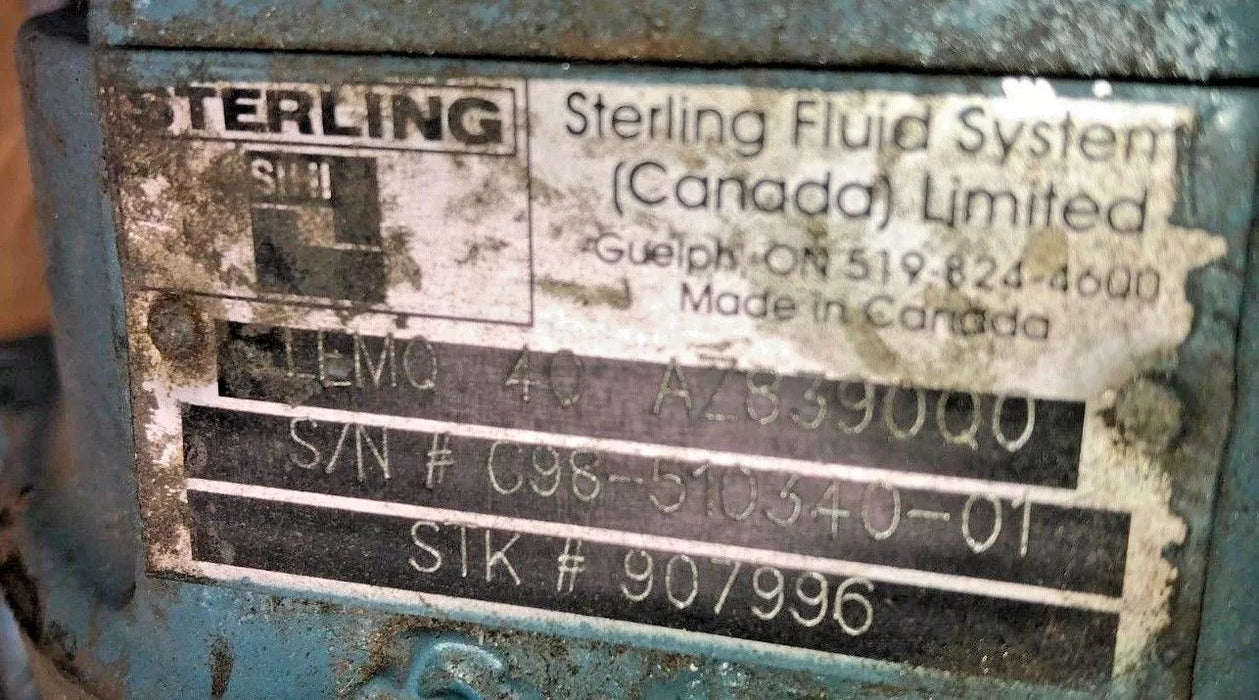 STERLING
SIHI
Sterling Fluid System
(Canada) Limited
Guelph, ON 519-824-4600
Made in Canada
LEMQ 40 AZ8390Q0
S/N # C98-510340-01
STK # 907996